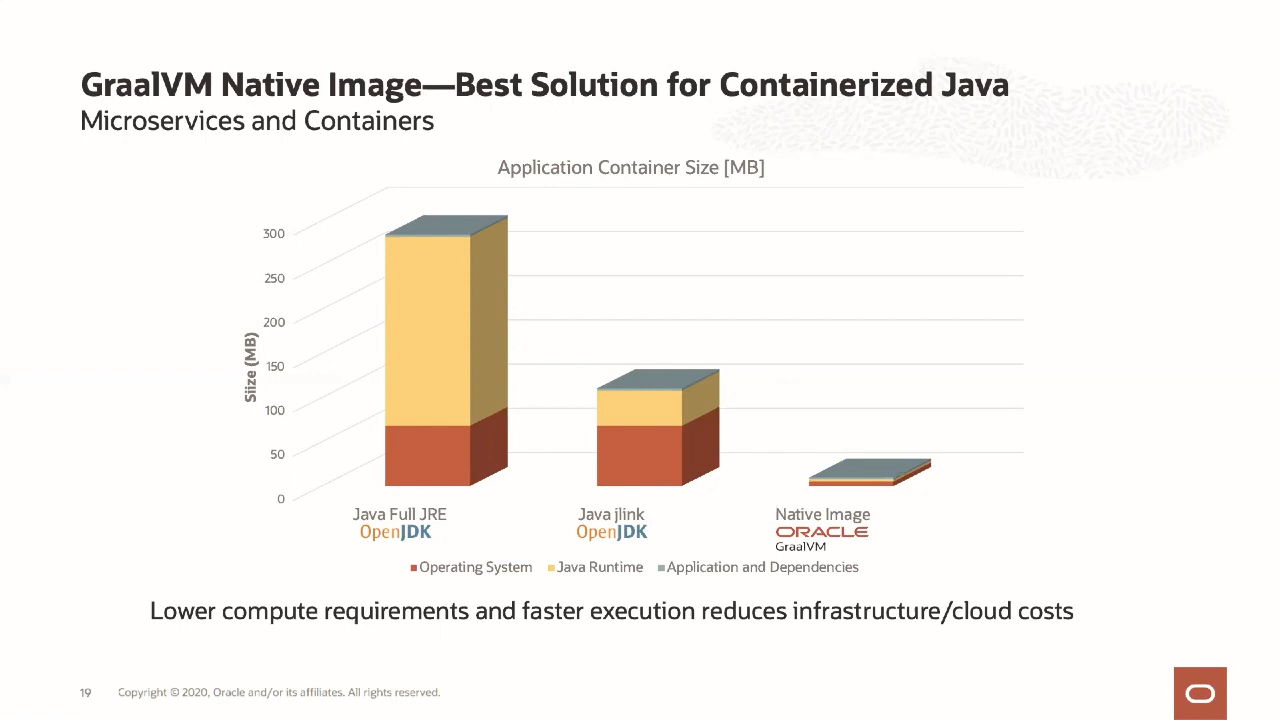 GraalVM Native Image—Best Solution for Containerized Java
Microservices and Containers
Application Container Size [MB]
300
250
200
150
100
50
0
Siize (MB)
Java Full JRE
OpenJDK
Java jlink
OpenJDK
Native Image
ORACLE
GraalVM
Operating System Java Runtime Application and Dependencies
Lower compute requirements and faster execution reduces infrastructure/cloud costs
19 Copyright © 2020, Oracle and/or its affiliates. All rights reserved.